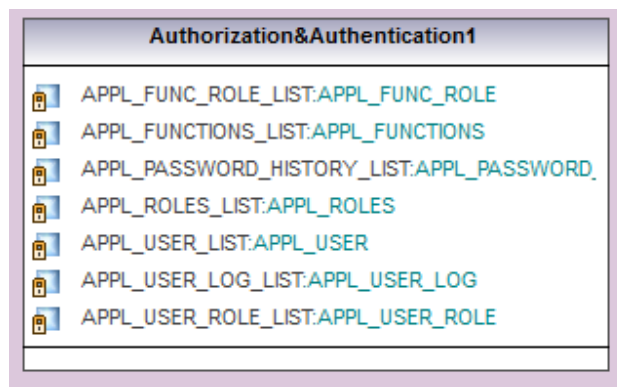 Authorization&Authentication1
APPL_FUNC_ROLE_LIST:APPL_FUNC_ROLE
APPL_FUNCTIONS_LIST:APPL_FUNCTIONS
APPL_PASSWORD_HISTORY_LIST:APPL_PASSWORD_
APPL_ROLES_LIST:APPL_ROLES
APPL_USER_LIST:APPL_USER
APPL_USER_LOG_LIST:APPL_USER_LOG
APPL_USER_ROLE_LIST:APPL_USER_ROLE